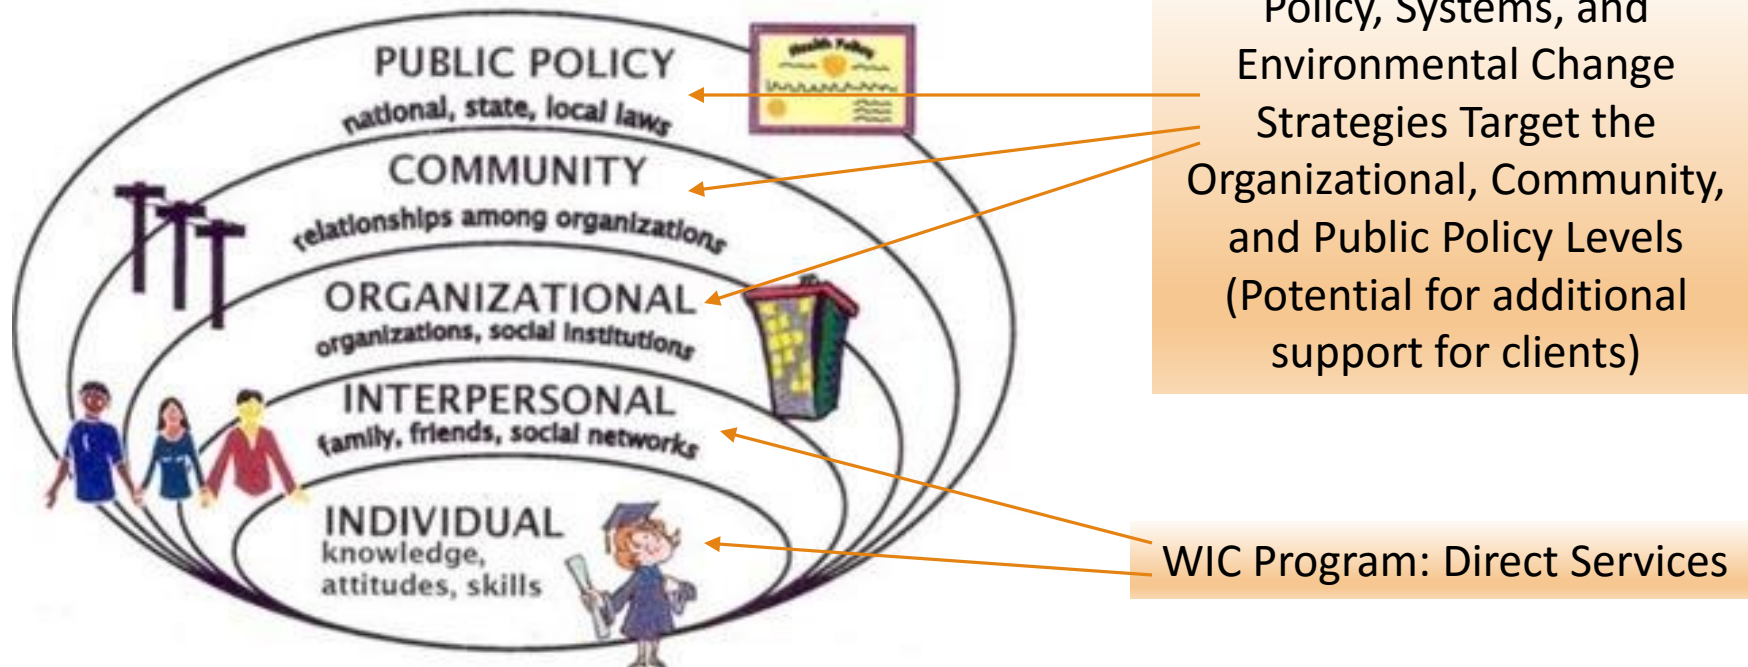 PUBLIC POLICY
national, state, local laws
COMMUNITY
relationships among organizations
ORGANIZATIONAL
organizations, social institutions
INTERPERSONAL
family, friends, social networks
INDIVIDUAL
knowledge,
attitudes, skills
Health Policy
Policy, Systems, and
Environmental Change
Strategies Target the
Organizational, Community,
and Public Policy Levels
(Potential for additional
support for clients)
WIC Program: Direct Services